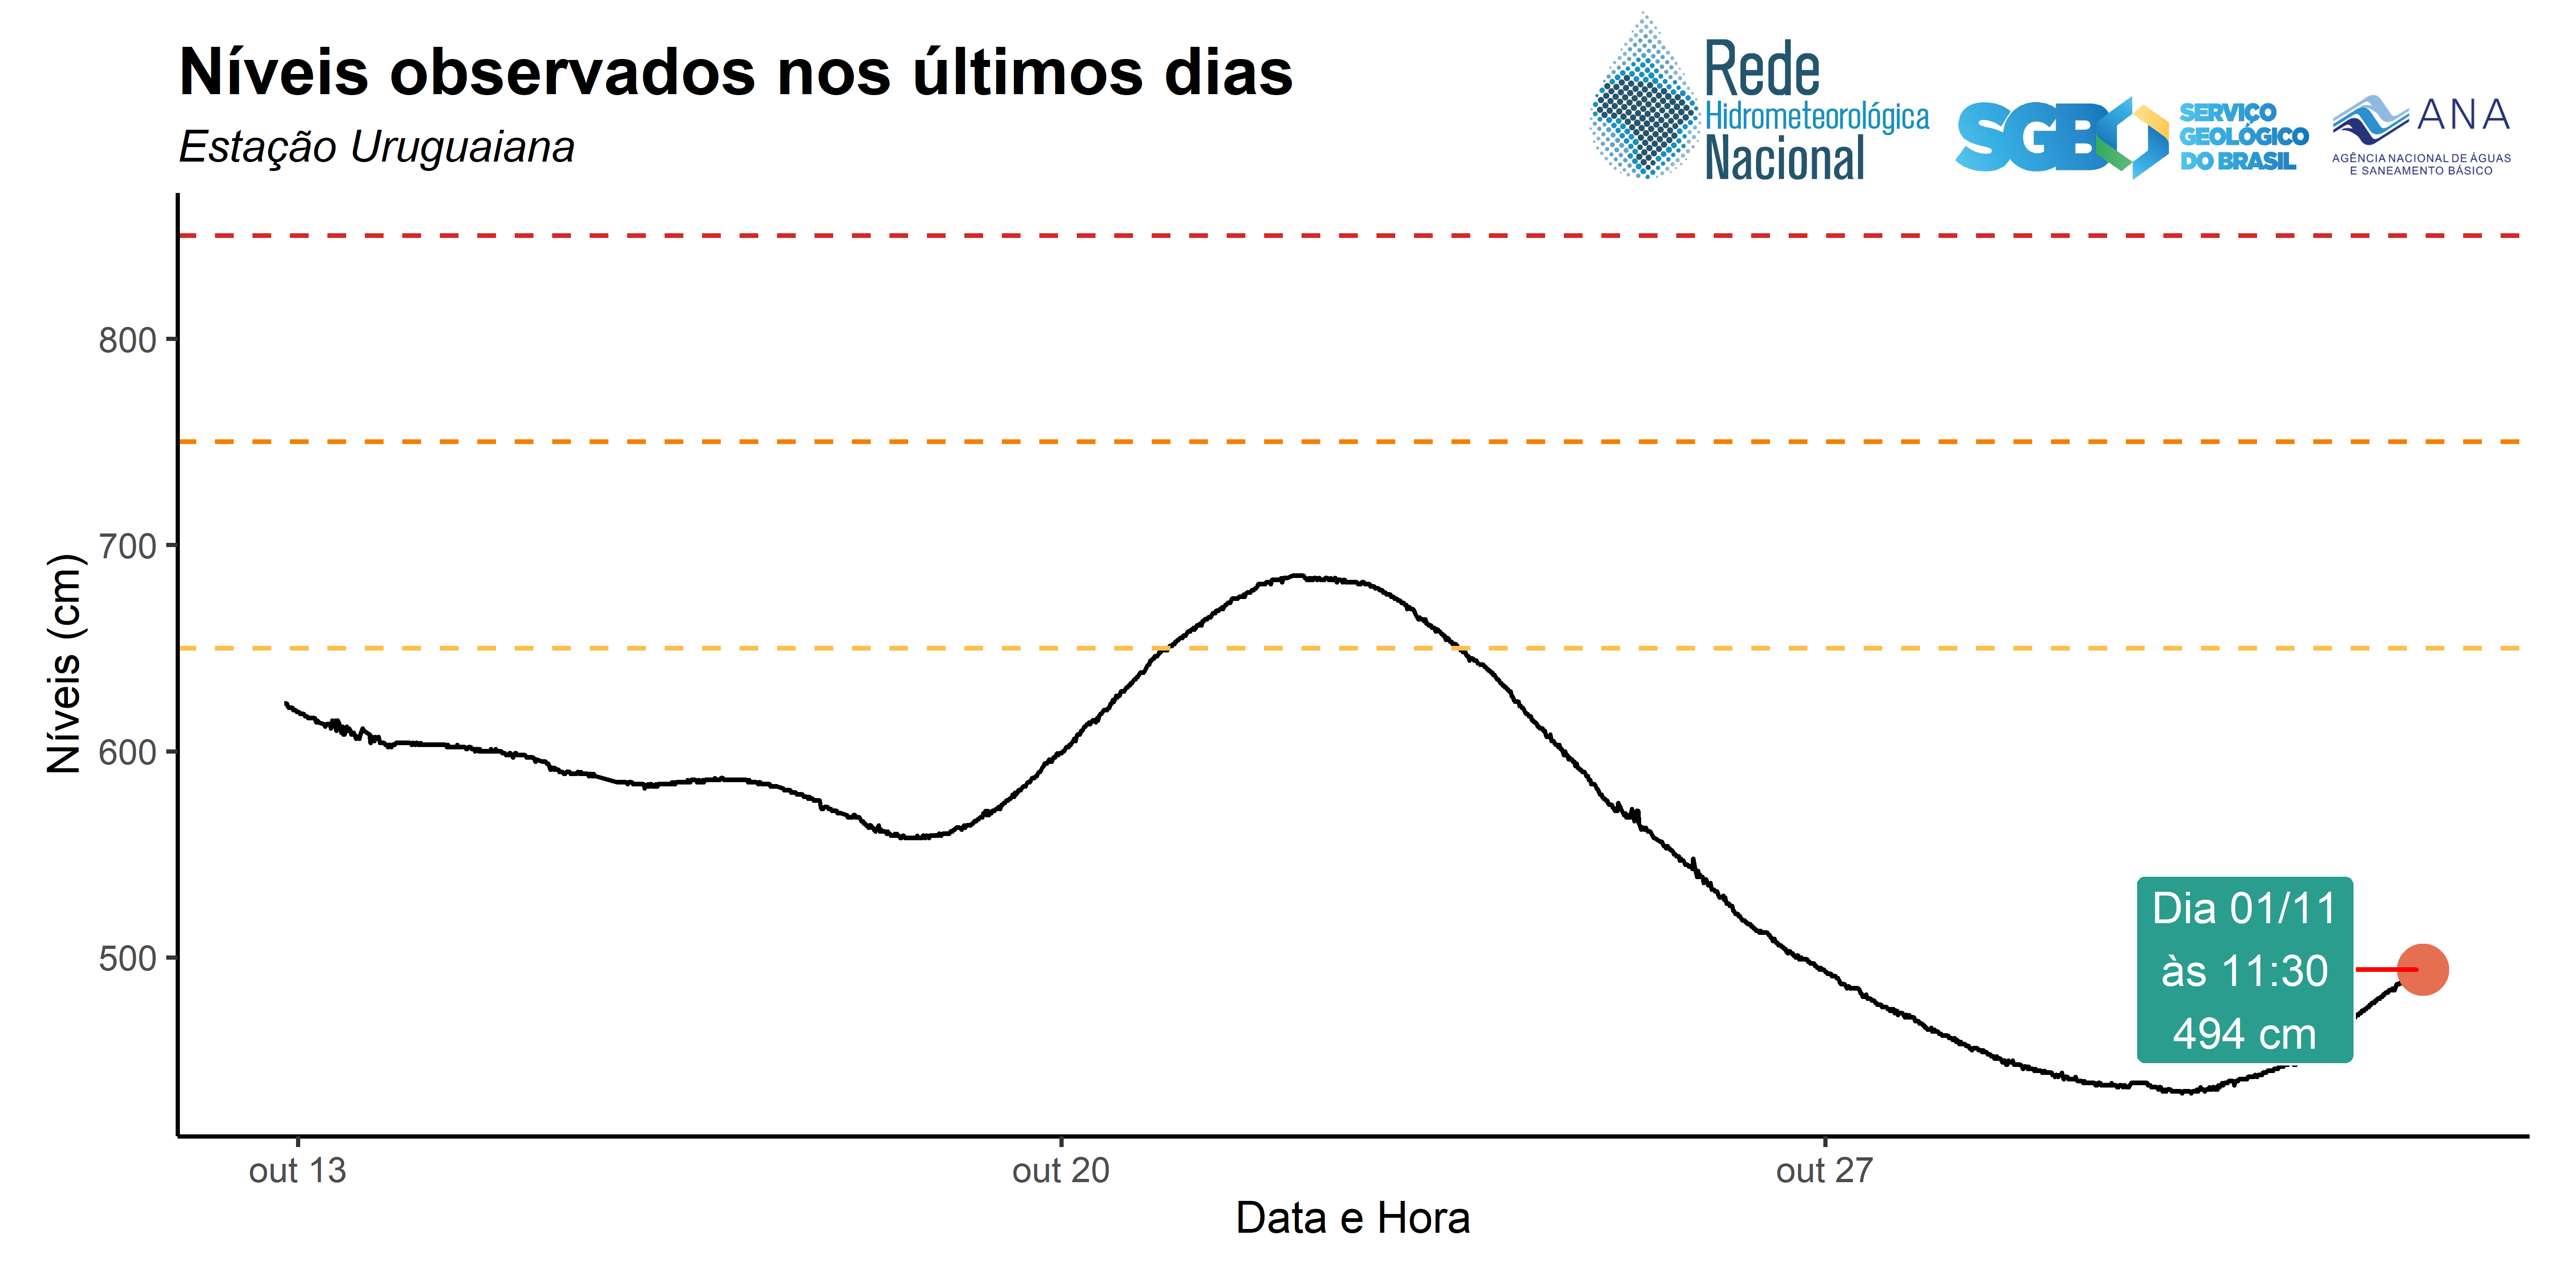 Níveis observados nos últimos dias
Estação Uruguaiana
Rede
Hidrometeorológica
Nacional
SGB
SERVIÇO
GEOLÓGICO
DO BRASIL
ANA
AGÊNCIA NACIONAL DE ÁGUAS
E SANEAMENTO BÁSICO
Níveis (cm)
800
700
600
500
Dia 01/11
às 11:30
494 cm
out 13
out 20
out 27
Data e Hora